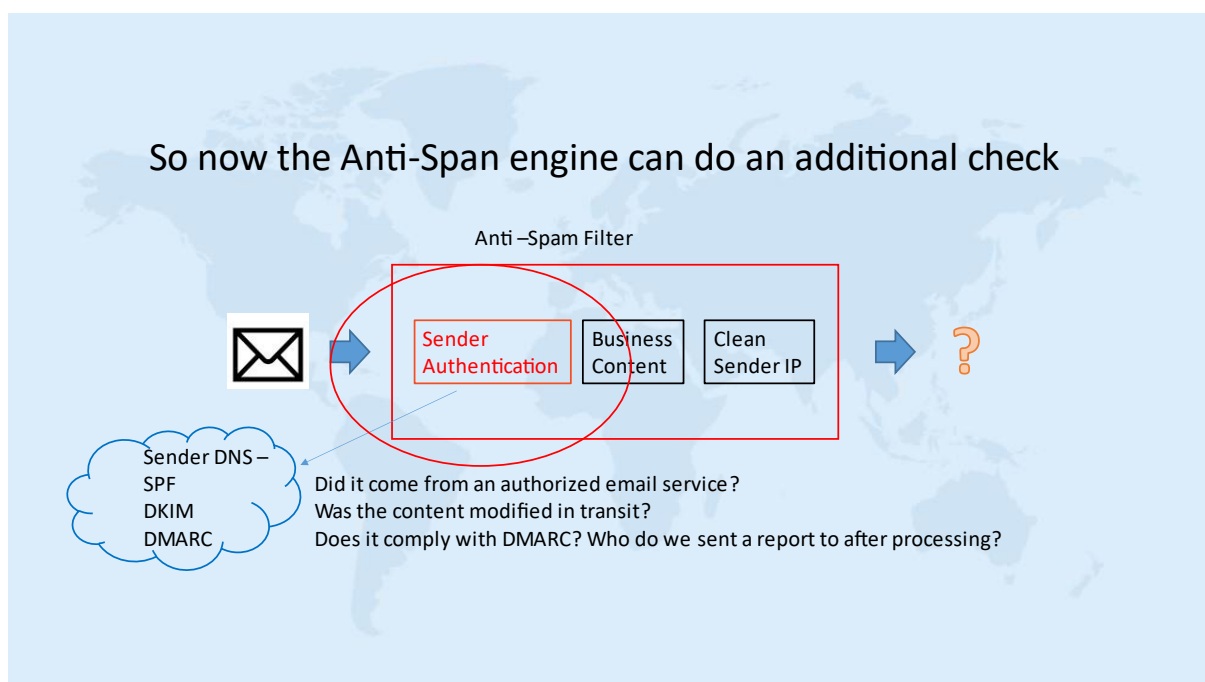 So now the Anti-Span engine can do an additional check
Anti –Spam Filter
Sender
Authentication
Business
Content
Clean
Sender IP
?
Sender DNS –
SPF
Did it come from an authorized email service?
DKIM
Was the content modified in transit?
DMARC
Does it comply with DMARC? Who do we sent a report to after processing?